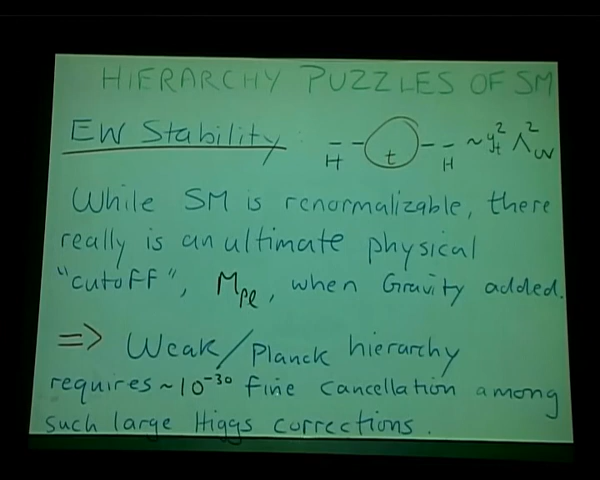 HIERARCHY PUZZLES OF SM
EW Stability : H t H ~ y_t^2 Λ_UV^2
While SM is renormalizable, there
really is an ultimate physical
"cutoff", M_Pl, when Gravity added.
=> Weak/Planck hierarchy
requires ~10^-30 fine cancellation among
such large Higgs corrections.